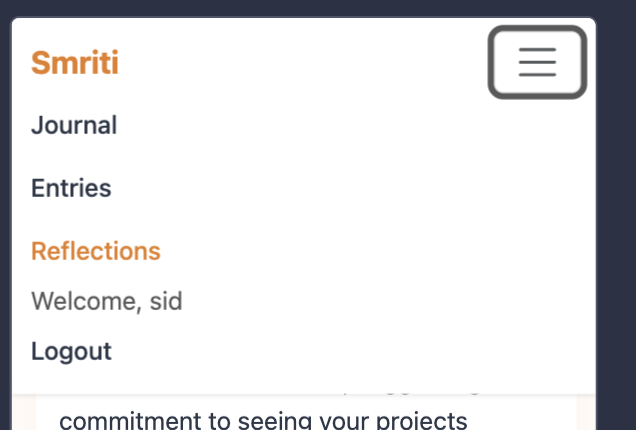 Smriti
Journal
Entries
Reflections
Welcome, sid
Logout
commitment to seeing your projects